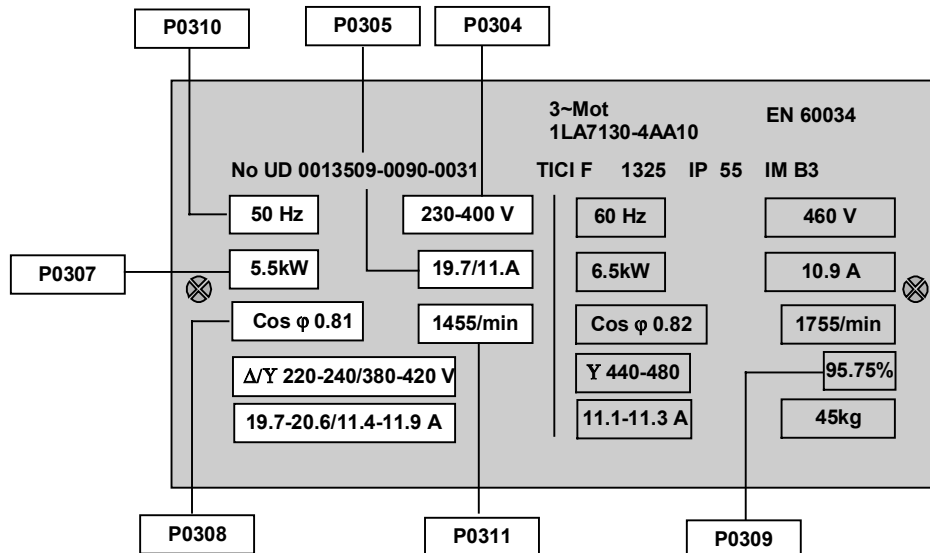 P0310
P0305
P0304
3~Mot
1LA7130-4AA10
EN 60034
No UD 0013509-0090-0031
TICI F 1325 IP 55 IM B3
50 Hz
230-400 V
60 Hz
460 V
P0307
5.5kW
19.7/11.A
6.5kW
10.9 A
Cos φ 0.81
1455/min
Cos φ 0.82
1755/min
Δ/Y 220-240/380-420 V
Y 440-480
95.75%
19.7-20.6/11.4-11.9 A
11.1-11.3 A
45kg
P0308
P0311
P0309